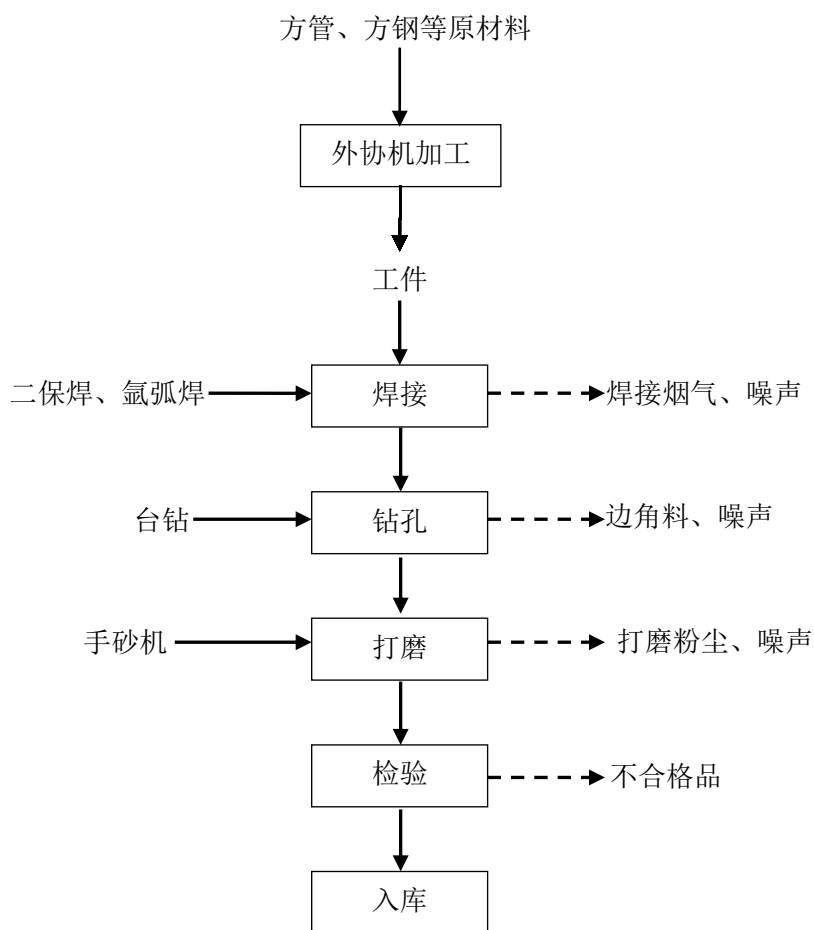 方管、方钢等原材料
外协机加工
工件
二保焊、氩弧焊
焊接
焊接烟气、噪声
台钻
钻孔
边角料、噪声
手砂机
打磨
打磨粉尘、噪声
检验
不合格品
入库